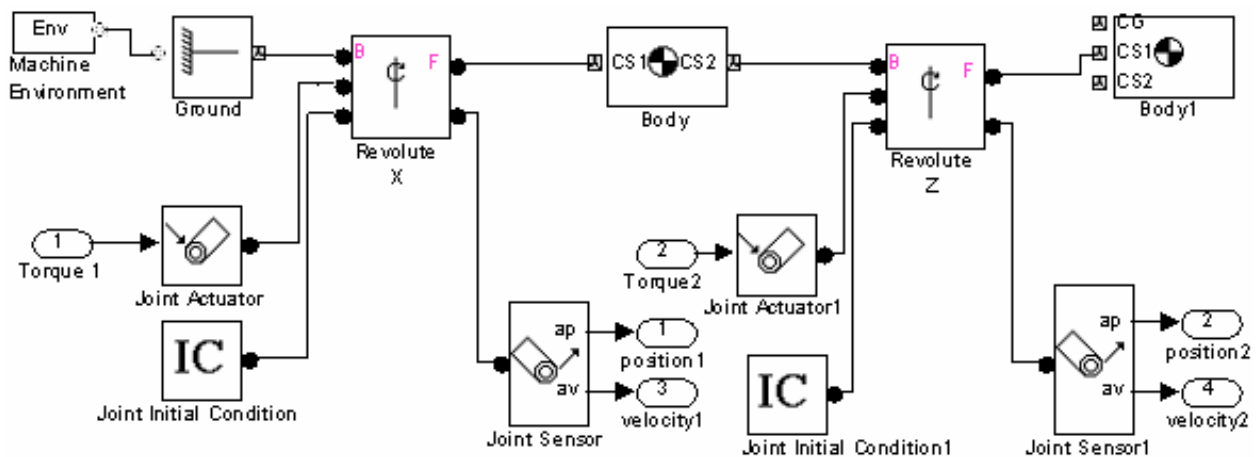 Env
Machine
Environment
Ground
B
F
Revolute
X
CS1
CS2
Body
B
F
Revolute
Z
CG
CS1
CS2
Body1
1
Torque 1
Joint Actuator
IC
Joint Initial Condition
ap
av
Joint Sensor
1
position1
3
velocity1
2
Torque2
Joint Actuator1
IC
Joint Initial Condition1
ap
av
Joint Sensor1
2
position2
4
velocity2